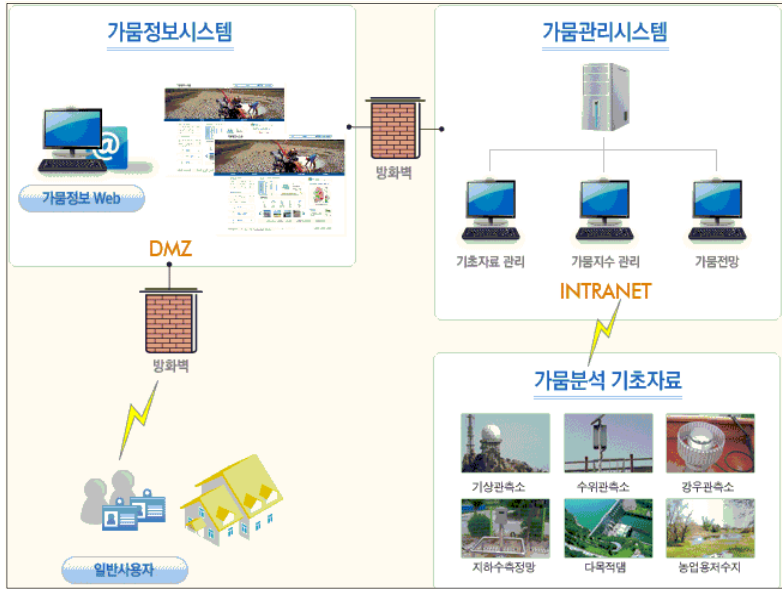 가뭄정보시스템
가뭄정보 Web
DMZ
방화벽
가뭄관리시스템
기초자료 관리
가뭄지수 관리
가뭄전망
INTRANET
방화벽
일반사용자
가뭄분석 기초자료
기상관측소
수위관측소
강우관측소
지하수측정망
다목적댐
농업용저수지